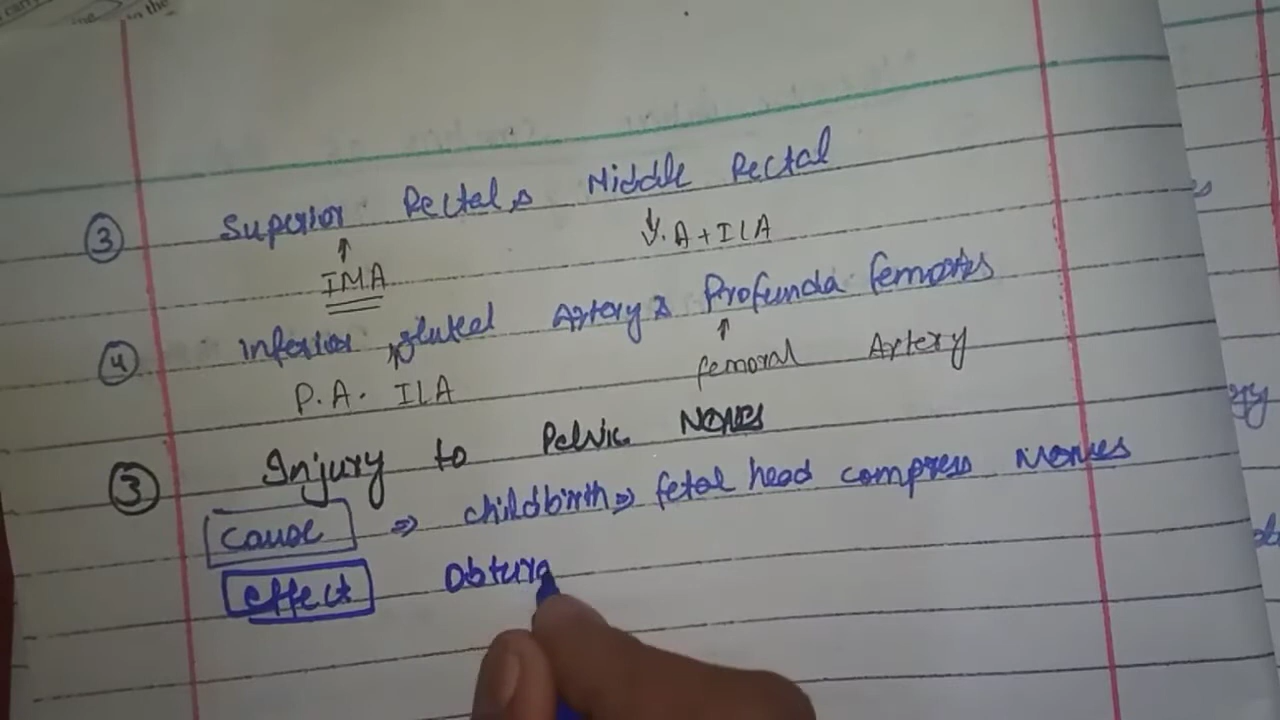 ③ Superior Rectal & Middle Rectal
↑ IMA ↓ V. A + ILA
④ Inferior gluteal Artery & Profunda femoris
P.A. ILA ↑ femoral Artery
③ Injury to Pelvic Nerves
Cause ⇒ childbirth ⇒ fetal head compress Nerves
effect Obtura